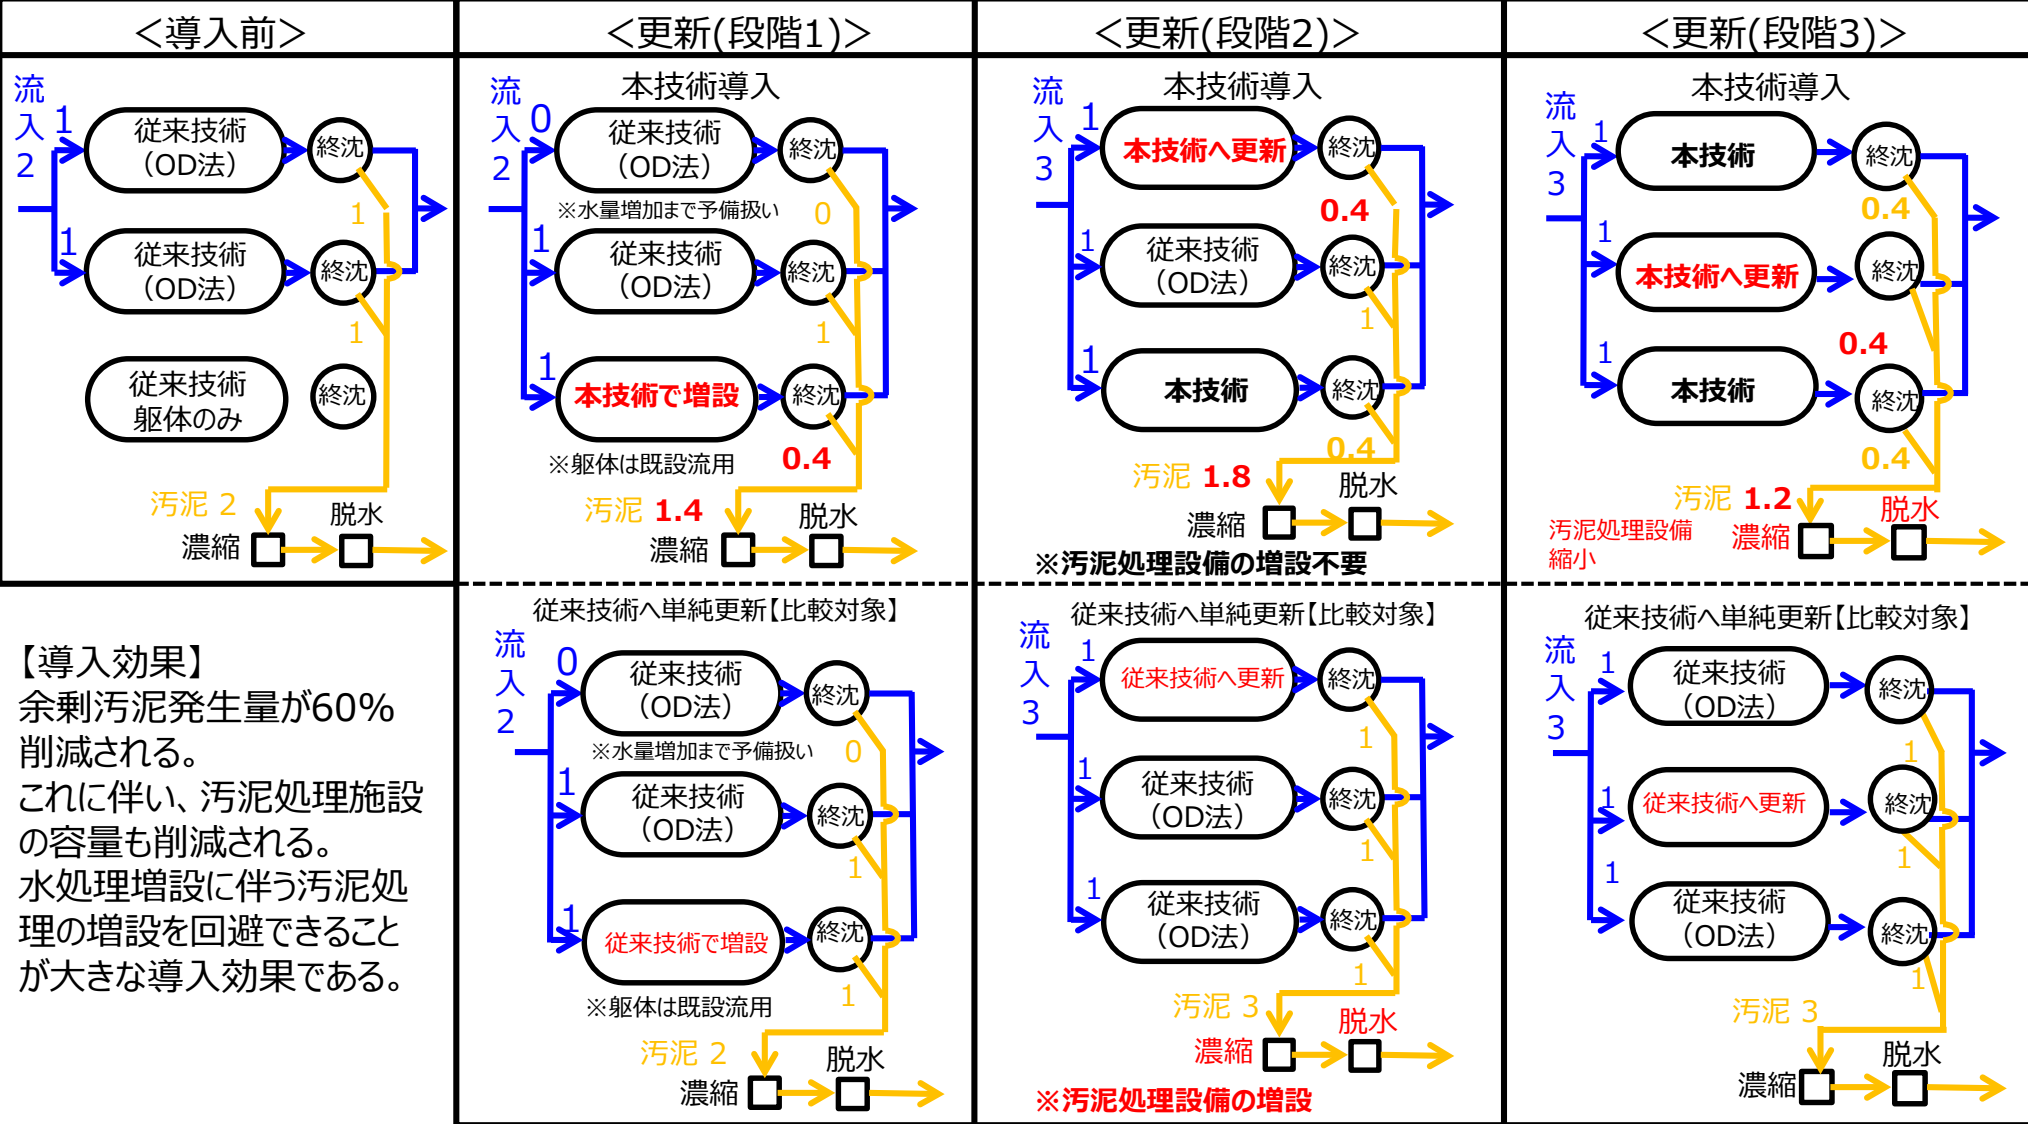 ＜導入前＞
流
入
2
1
従来技術
（OD法）
終沈
1
1
従来技術
（OD法）
終沈
1
従来技術
躯体のみ
終沈
汚泥 2
脱水
濃縮
＜更新(段階1)＞
本技術導入
流
入
2
0
従来技術
（OD法）
終沈
※水量増加まで予備扱い
0
1
従来技術
（OD法）
終沈
1
1
本技術で増設
終沈
※躯体は既設流用
0.4
汚泥 1.4
脱水
濃縮
＜更新(段階2)＞
本技術導入
流
入
3
1
本技術へ更新
終沈
0.4
1
従来技術
（OD法）
終沈
1
1
本技術
終沈
0.4
汚泥 1.8
脱水
濃縮
※汚泥処理設備の増設不要
＜更新(段階3)＞
本技術導入
流
入
3
1
本技術
終沈
0.4
1
本技術へ更新
終沈
0.4
1
本技術
終沈
0.4
汚泥 1.2
脱水
汚泥処理設備
縮小
濃縮
【導入効果】
余剰汚泥発生量が60%
削減される。
これに伴い、汚泥処理施設
の容量も削減される。
水処理増設に伴う汚泥処
理の増設を回避できること
が大きな導入効果である。
従来技術へ単純更新【比較対象】
流
入
2
0
従来技術
（OD法）
終沈
※水量増加まで予備扱い
0
1
従来技術
（OD法）
終沈
1
1
従来技術で増設
終沈
1
※躯体は既設流用
汚泥 2
脱水
濃縮
従来技術へ単純更新【比較対象】
流
入
3
1
従来技術へ更新
終沈
1
1
従来技術
（OD法）
終沈
1
1
従来技術
（OD法）
終沈
1
汚泥 3
脱水
濃縮
※汚泥処理設備の増設
従来技術へ単純更新【比較対象】
流
入
3
1
従来技術
（OD法）
終沈
1
1
従来技術へ更新
終沈
1
1
従来技術
（OD法）
終沈
1
汚泥 3
脱水
濃縮